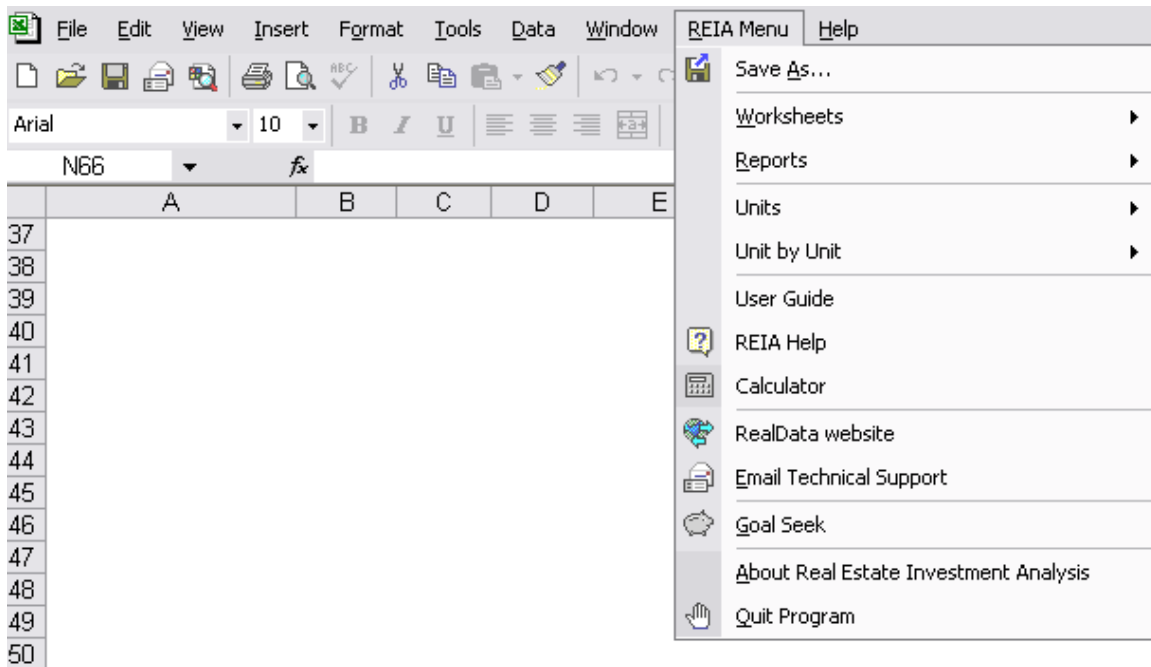 File Edit View Insert Format Tools Data Window REIA Menu Help
ABC
Arial 10 B I U
N66 fx
A B C D E
37
38
39
40
41
42
43
44
45
46
47
48
49
50
Save As...
Worksheets
Reports
Units
Unit by Unit
User Guide
REIA Help
Calculator
RealData website
Email Technical Support
Goal Seek
About Real Estate Investment Analysis
Quit Program